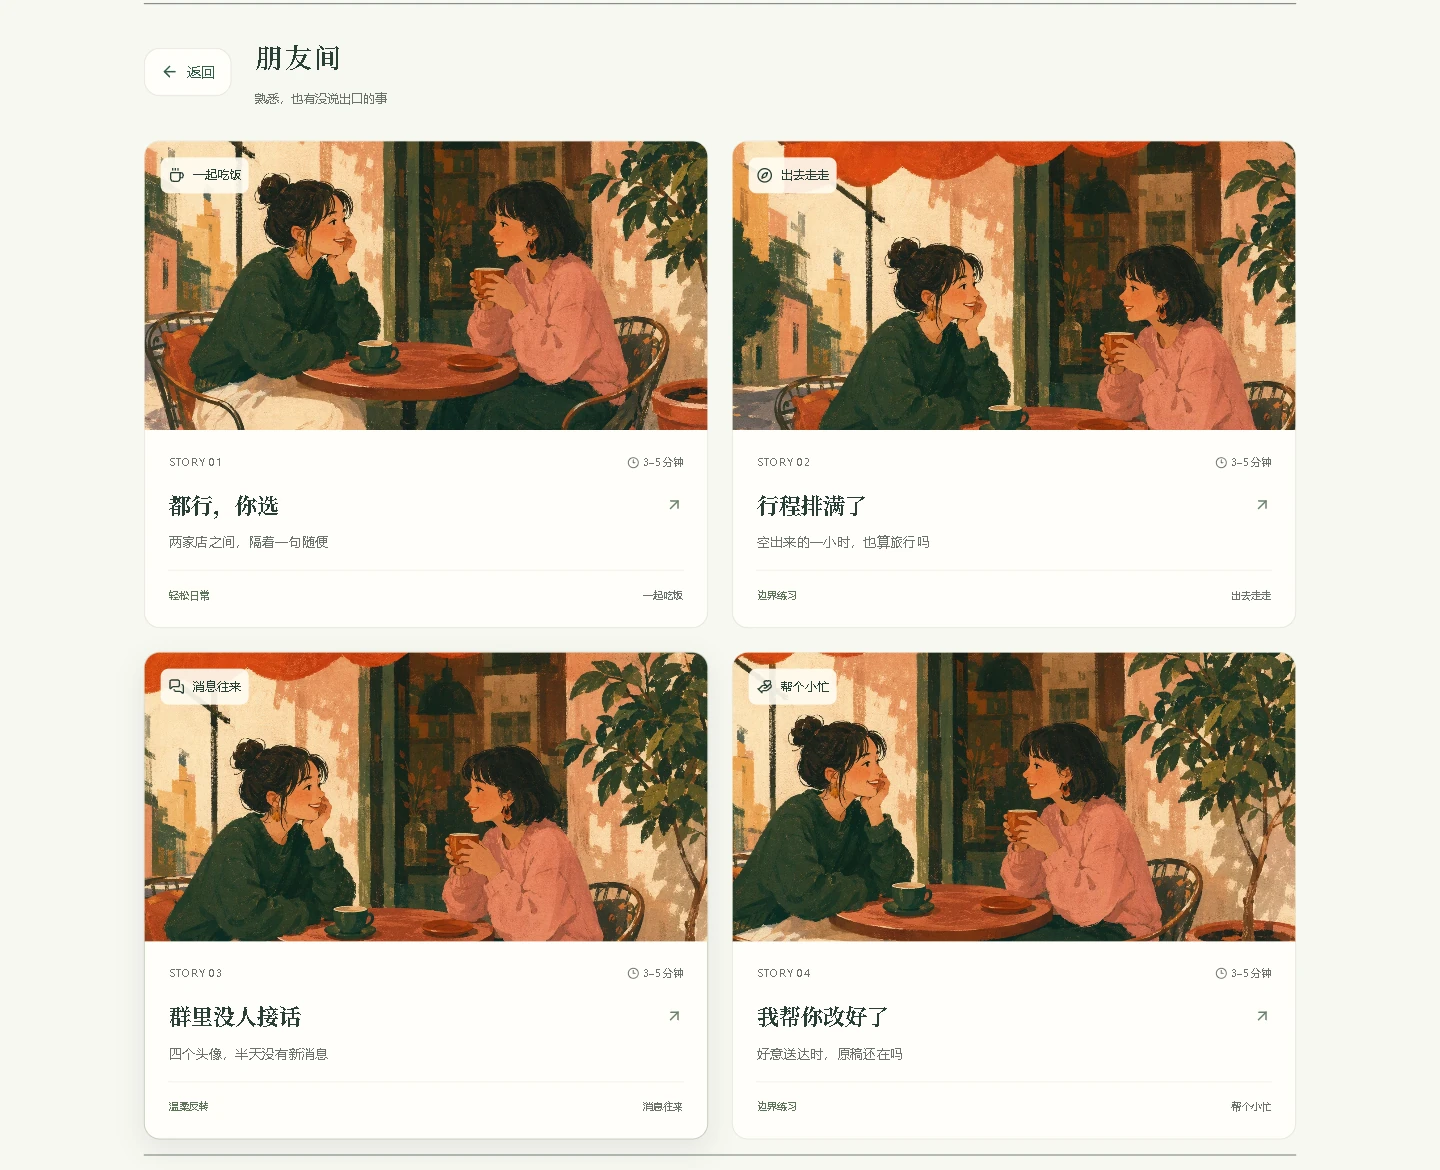 返回
朋友间
熟悉，也有没说出口的事
一起吃饭
STORY 01
3–5分钟
都行，你选
两家店之间，隔着一句随便
轻松日常
一起吃饭
出去走走
STORY 02
3–5分钟
行程排满了
空出来的一小时，也算旅行吗
边界练习
出去走走
消息往来
STORY 03
3–5分钟
群里没人接话
四个头像，半天没有新消息
温柔反转
消息往来
帮个小忙
STORY 04
3–5分钟
我帮你改好了
好意送达时，原稿还在吗
边界练习
帮个小忙